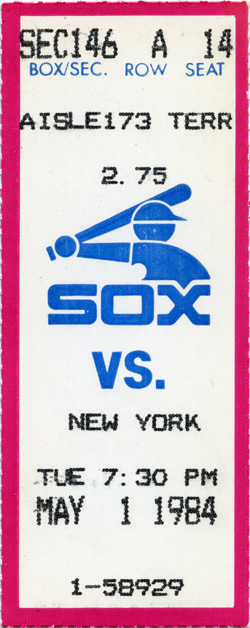 SEC146 A 14
BOX/SEC. ROW SEAT
AISLE173 TERR
2.75
SOX
VS.
NEW YORK
TUE 7:30 PM
MAY 1 1984
1-58929